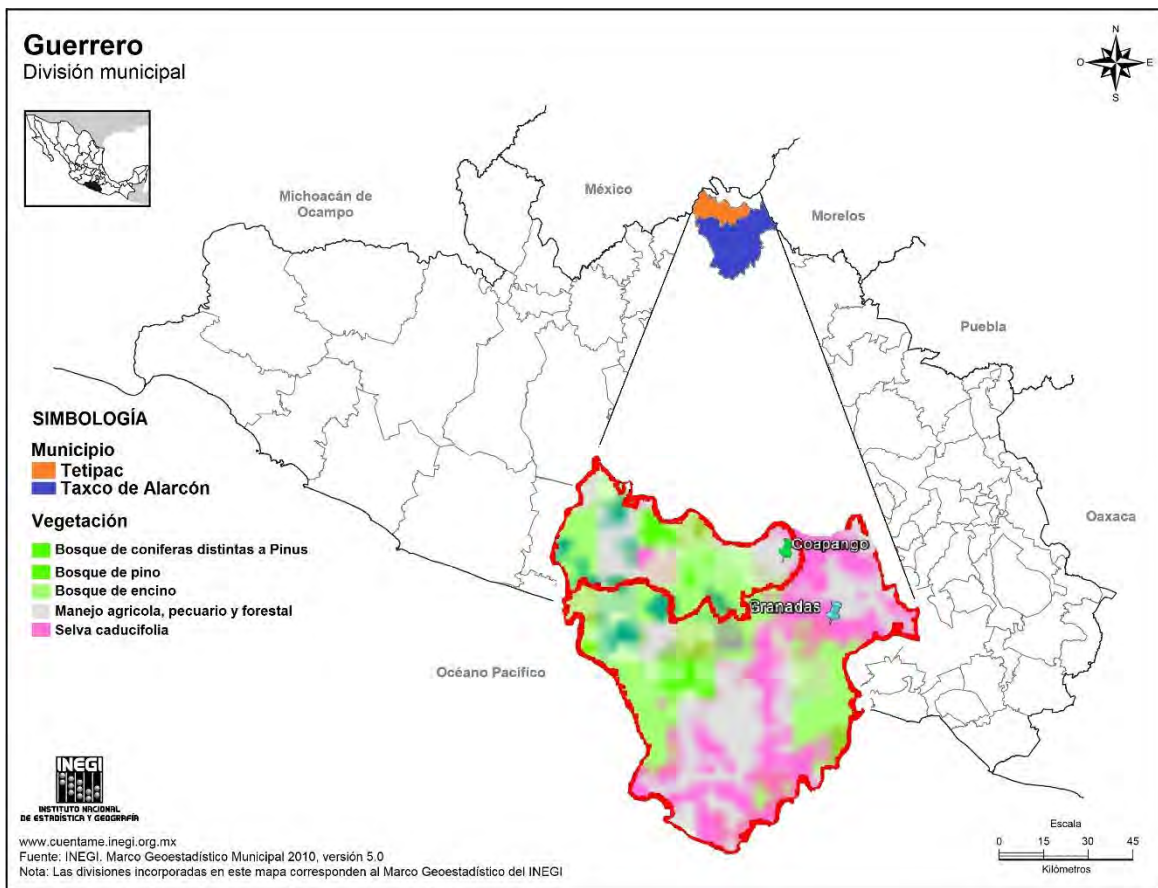 Guerrero
División municipal
N
O
E
S
Michoacán de
Ocampo
México
Morelos
Puebla
Oaxaca
SIMBOLOGÍA
Municipio
Tetipac
Taxco de Alarcón
Vegetación
Bosque de coniferas distintas a Pinus
Bosque de pino
Bosque de encino
Manejo agricola, pecuario y forestal
Selva caducifolia
Coapango
Granadas
Océano Pacífico
INEGI
INSTITUTO NACIONAL
DE ESTADÍSTICA Y GEOGRAFÍA
www.cuentame.inegi.org.mx
Fuente: INEGI. Marco Geoestadístico Municipal 2010, versión 5.0
Nota: Las divisiones incorporadas en este mapa corresponden al Marco Geoestadístico del INEGI
Escala
0 15 30 45
Kilómetros